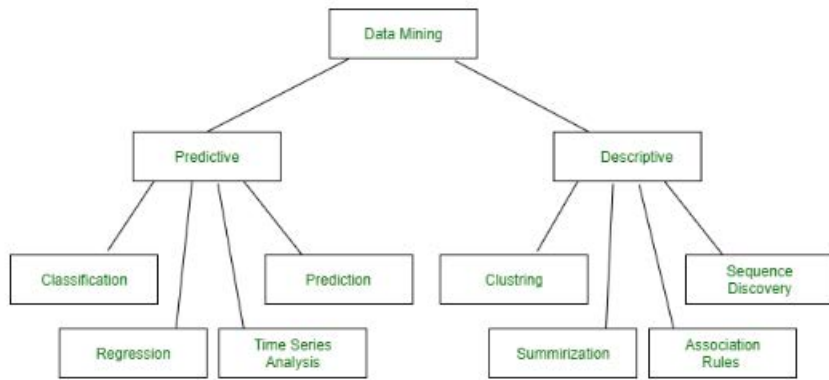 Data Mining
Predictive
Descriptive
Classification
Prediction
Clustring
Sequence
Discovery
Regression
Time Series
Analysis
Summirization
Association
Rules